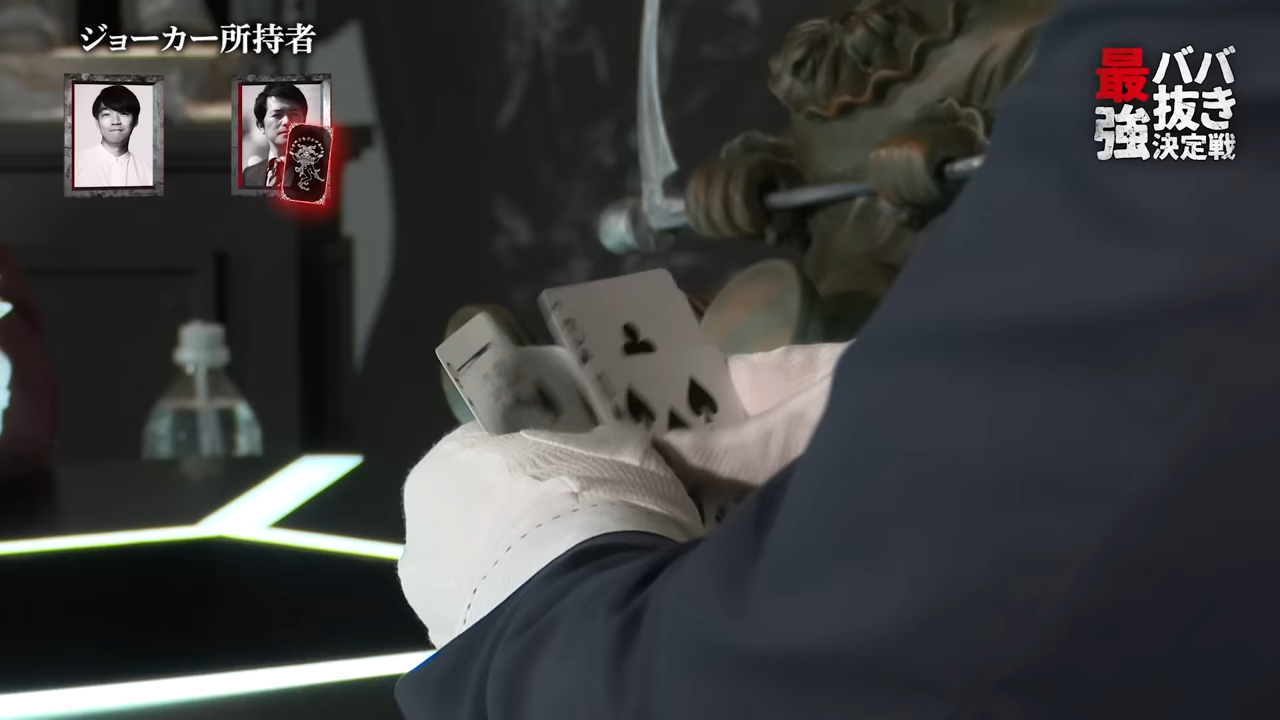 ジョーカー所持者
最強
ババ
抜き
決定戦